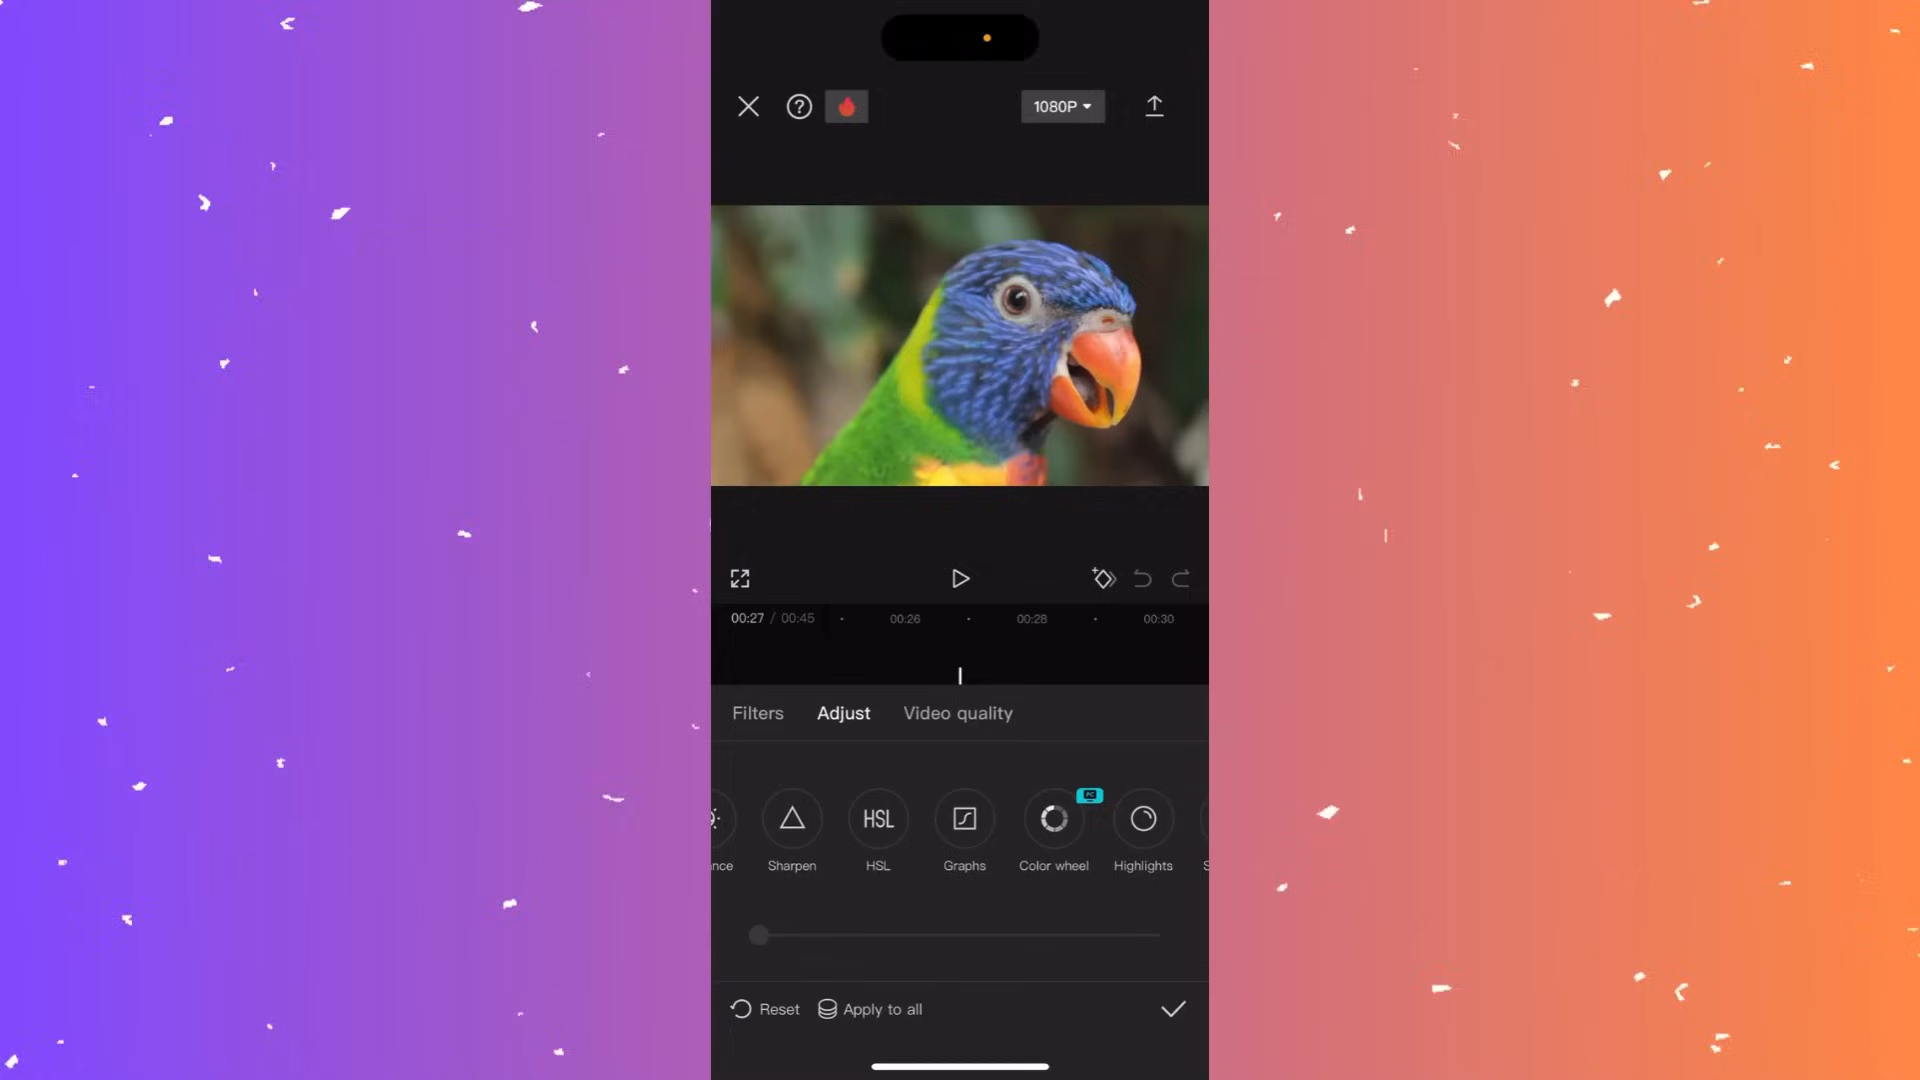 1080P
00:27 / 00:45
00:26
00:28
00:30
Filters
Adjust
Video quality
nce
Sharpen
HSL
HSL
Graphs
PC
Color wheel
Highlights
S
Reset
Apply to all